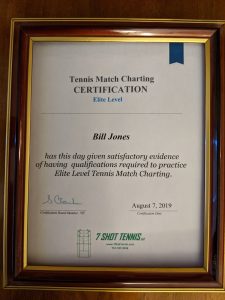 Tennis Match Charting
CERTIFICATION
Elite Level
Bill Jones
has this day given satisfactory evidence
of having qualifications required to practice
Elite Level Tennis Match Charting.
August 7, 2019
Certification Board Member
Certification Date
7 SHOT TENNIS